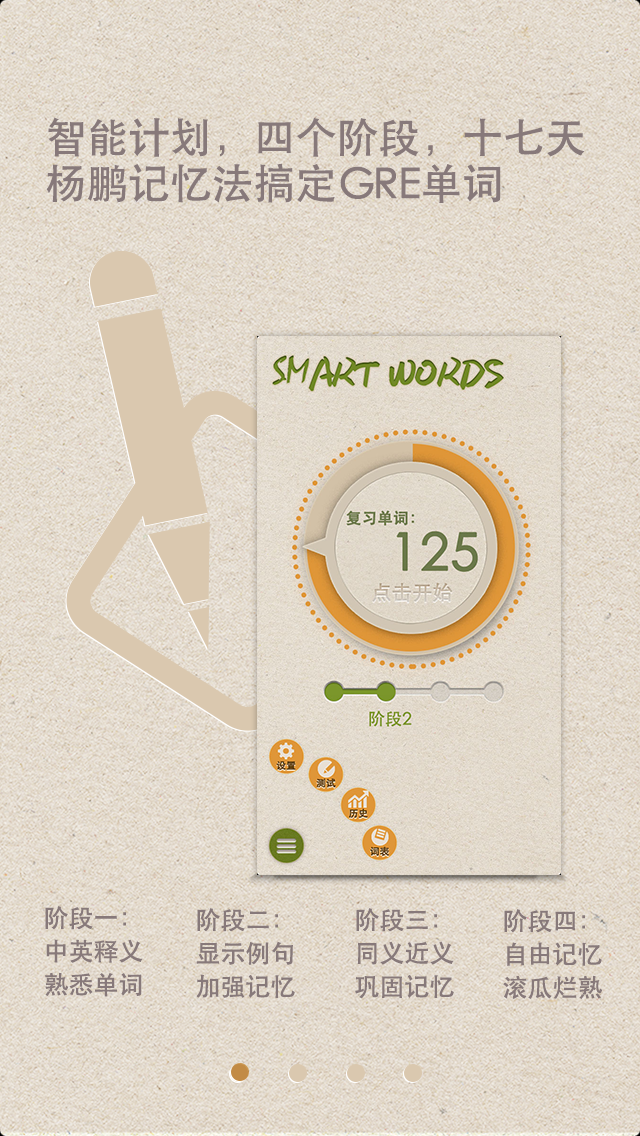 智能计划，四个阶段，十七天
杨鹏记忆法搞定GRE单词
SMART WORDS
复习单词：
125
点击开始
阶段2
设置
测试
历史
词表
阶段一：
中英释义
熟悉单词
阶段二：
显示例句
加强记忆
阶段三：
同义近义
巩固记忆
阶段四：
自由记忆
滚瓜烂熟